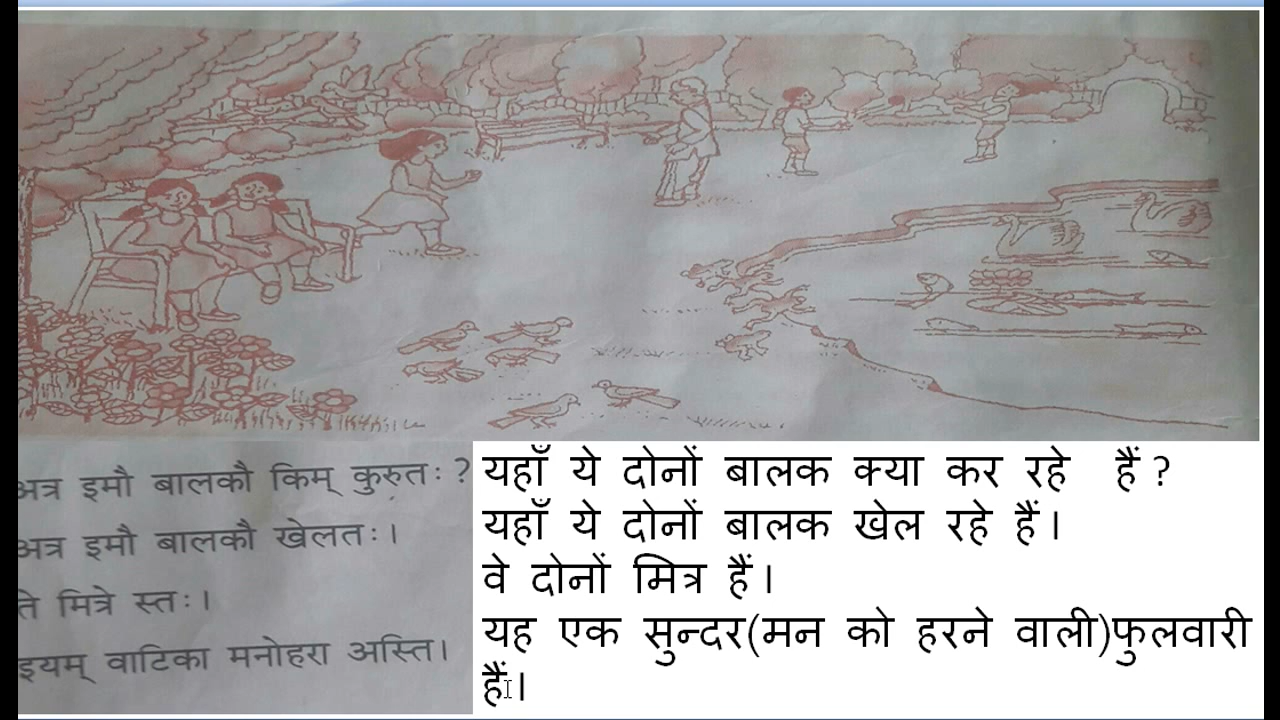 अत्र इमौ बालकौ किम् कुरुतः ?
अत्र इमौ बालकौ खेलतः।
ते मित्रे स्तः।
इयम् वाटिका मनोहरा अस्ति।
यहाँ ये दोनों बालक क्या कर रहे हैं ?
यहाँ ये दोनों बालक खेल रहे हैं।
वे दोनों मित्र हैं।
यह एक सुन्दर(मन को हरने वाली)फुलवारी
हैं।